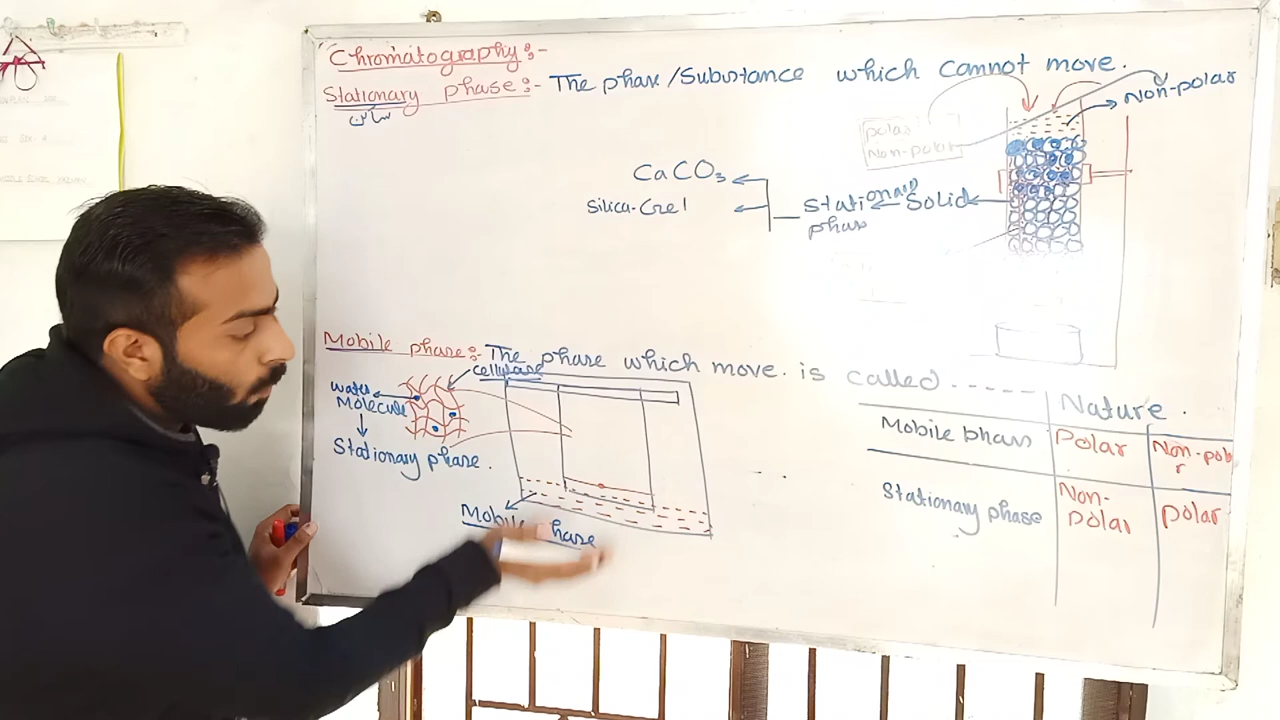 Chromatography:-
Stationary phase:- The phase/Substance which cannot move.
ساکن
Non-polar
polar
Non-polar
CaCO3
Silica-Gel
Stationary phase
Solid
Mobile phase:- The phase which move. is called -----
cellulose
water Molecule
Stationary phase.
Mobile phase
Nature.
Mobile phase Polar Non-polar
Stationary phase Non-polar polar